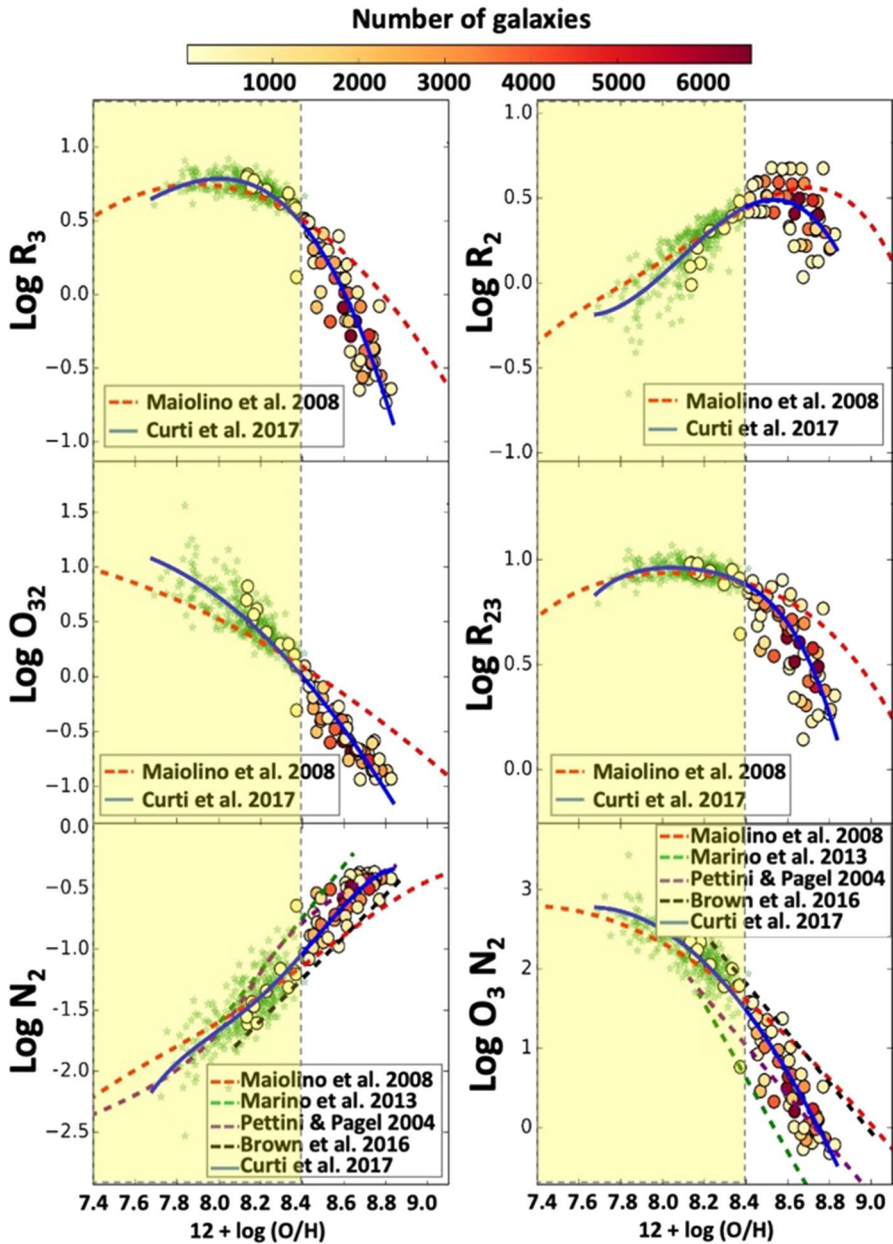 Number of galaxies
1000 2000 3000 4000 5000 6000
1.0
0.5
0.0
−0.5
−1.0
Log R3
Maiolino et al. 2008
Curti et al. 2017
1.0
0.5
0.0
−0.5
−1.0
Log R2
Maiolino et al. 2008
Curti et al. 2017
1.5
1.0
0.5
0.0
−0.5
−1.0
Log O32
Maiolino et al. 2008
Curti et al. 2017
1.0
0.5
0.0
Log R23
Maiolino et al. 2008
Curti et al. 2017
0.0
−0.5
−1.0
−1.5
−2.0
−2.5
Log N2
Maiolino et al. 2008
Marino et al. 2013
Pettini & Pagel 2004
Brown et al. 2016
Curti et al. 2017
7.4 7.6 7.8 8.0 8.2 8.4 8.6 8.8 9.0
12 + log (O/H)
3
2
1
0
Log O3 N2
Maiolino et al. 2008
Marino et al. 2013
Pettini & Pagel 2004
Brown et al. 2016
Curti et al. 2017
7.4 7.6 7.8 8.0 8.2 8.4 8.6 8.8 9.0
12 + log (O/H)